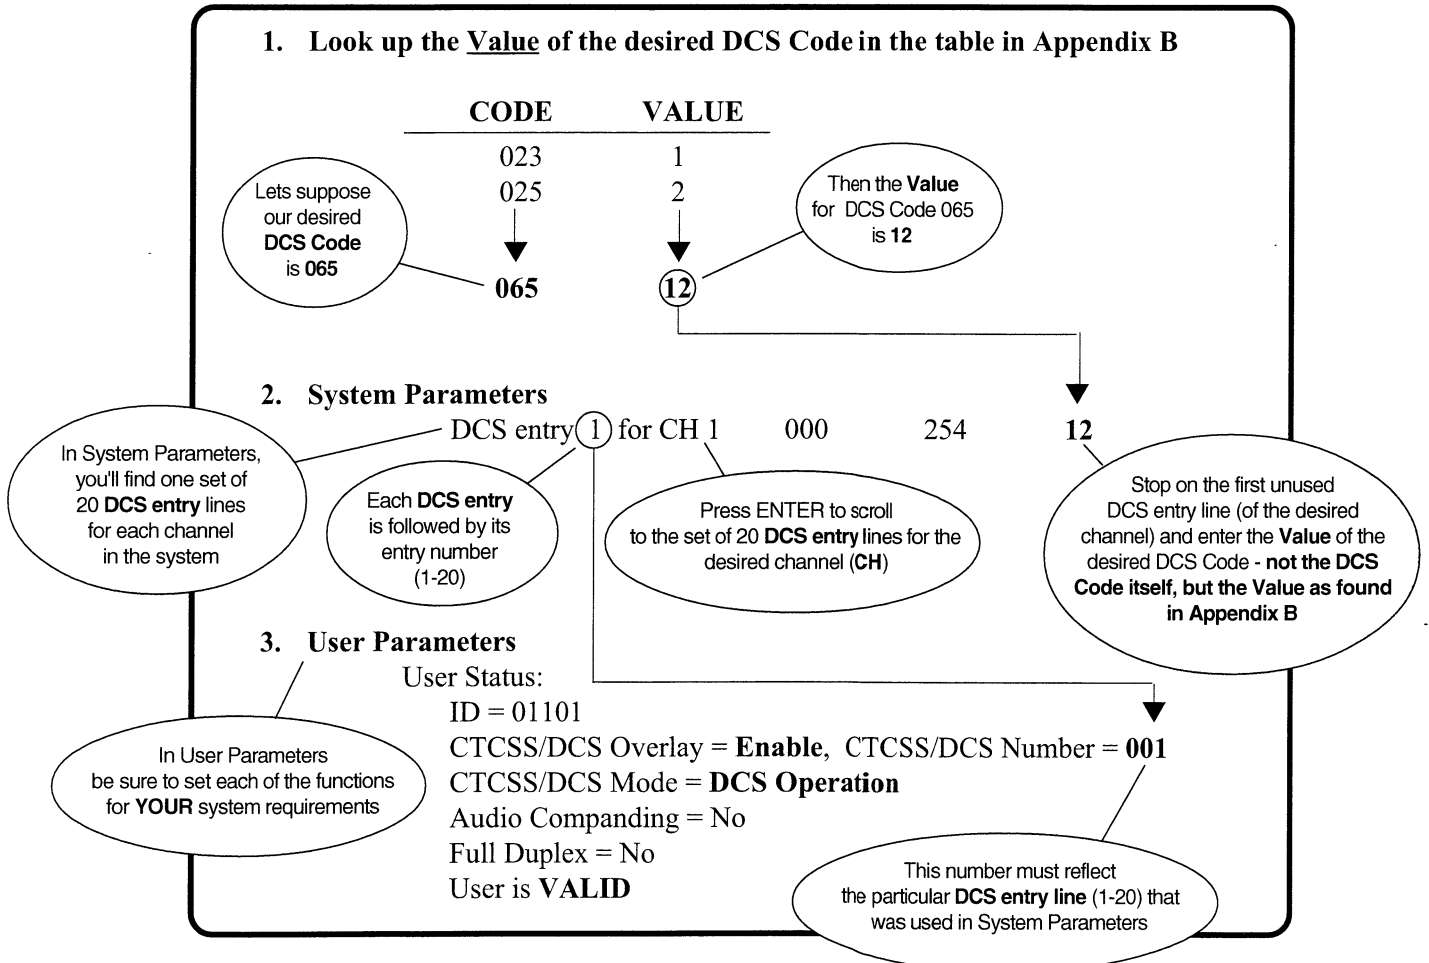 1. Look up the Value of the desired DCS Code in the table in Appendix B
CODE VALUE
023 1
025 2
065 12
Lets suppose
our desired
DCS Code
is 065
Then the Value
for DCS Code 065
is 12
2. System Parameters
DCS entry 1 for CH 1 000 254 12
In System Parameters,
you'll find one set of
20 DCS entry lines
for each channel
in the system
Each DCS entry
is followed by its
entry number
(1-20)
Press ENTER to scroll
to the set of 20 DCS entry lines for the
desired channel (CH)
Stop on the first unused
DCS entry line (of the desired
channel) and enter the Value of the
desired DCS Code - not the DCS
Code itself, but the Value as found
in Appendix B
3. User Parameters
User Status:
ID = 01101
CTCSS/DCS Overlay = Enable, CTCSS/DCS Number = 001
CTCSS/DCS Mode = DCS Operation
Audio Companding = No
Full Duplex = No
User is VALID
In User Parameters
be sure to set each of the functions
for YOUR system requirements
This number must reflect
the particular DCS entry line (1-20) that
was used in System Parameters